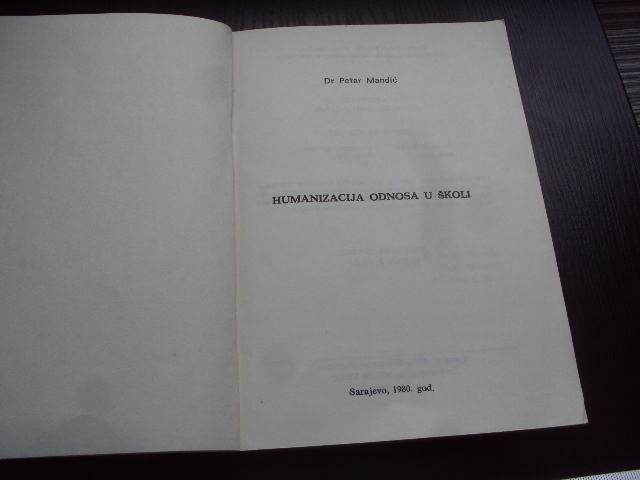 Dr Petar Mandić
HUMANIZACIJA ODNOSA U ŠKOLI
Sarajevo, 1980. god.